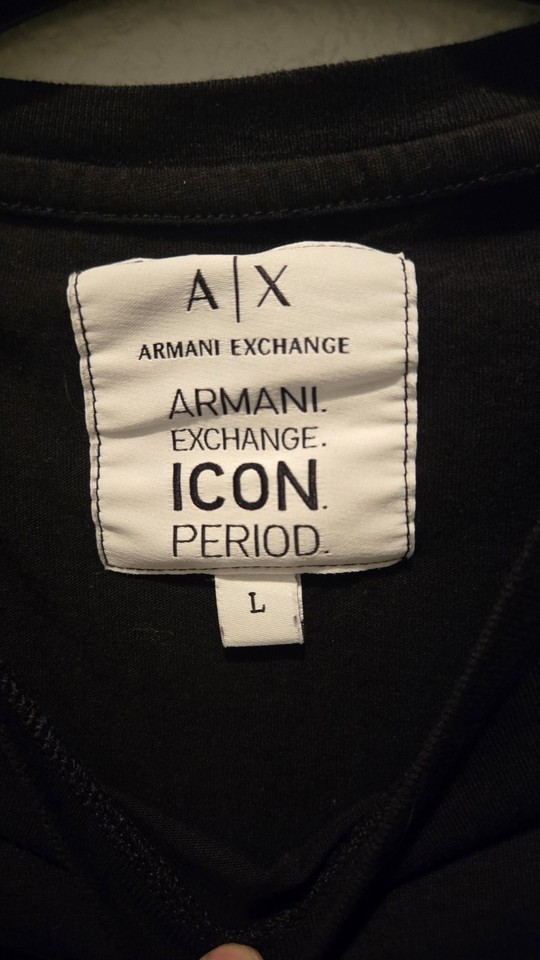 A|X
ARMANI EXCHANGE
ARMANI.
EXCHANGE.
ICON.
PERIOD.
L